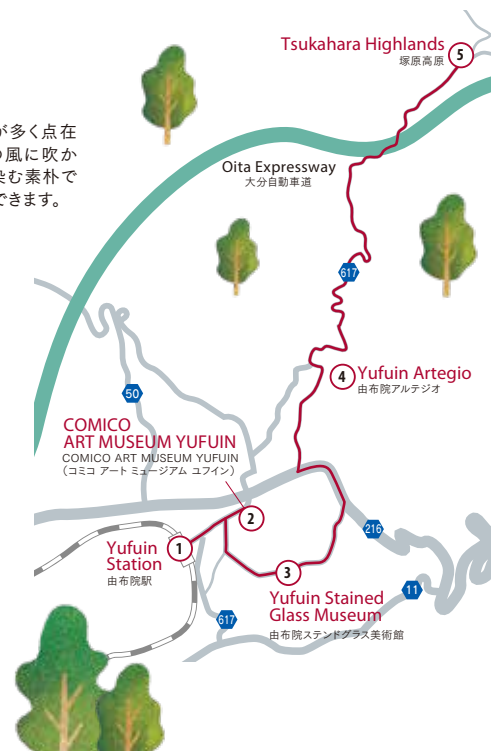 Tsukahara Highlands
塚原高原
5
が多く点在
の風に吹か
染む素朴で
できます。
Oita Expressway
大分自動車道
617
4
Yufuin Artegio
由布院アルテジオ
50
COMICO
ART MUSEUM YUFUIN
COMICO ART MUSEUM YUFUIN
(コミコ アート ミュージアム ユフイン)
2
216
1
Yufuin
Station
由布院駅
3
Yufuin Stained
Glass Museum
由布院ステンドグラス美術館
11
617